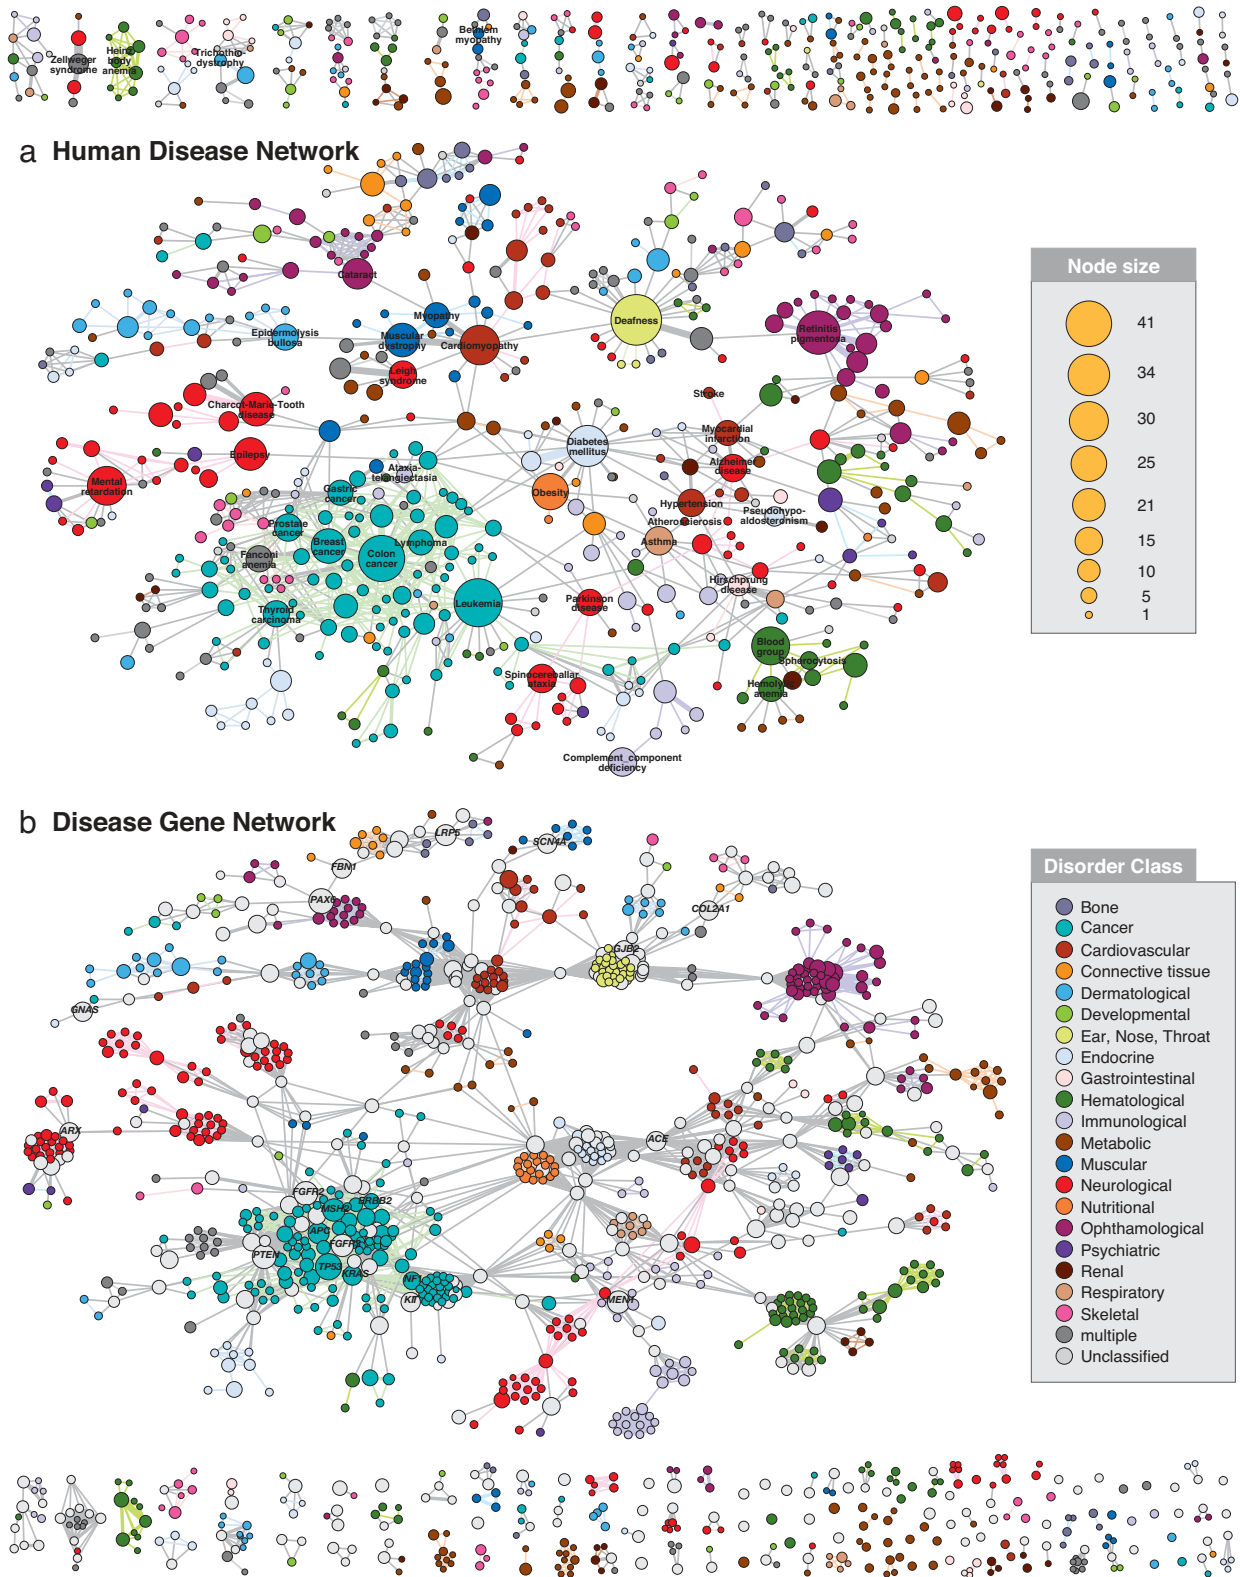 Zellweger
syndrome
Heinz
body
anemia
Trichothio-
dystrophy
Bethlem
myopathy
a Human Disease Network
Cataract
Epidermolysis
bullosa
Myopathy
Muscular
dystrophy
Cardiomyopathy
Leigh
syndrome
Deafness
Retinitis
pigmentosa
Charcot-Marie-Tooth
disease
Stroke
Epilepsy
Mental
retardation
Diabetes
mellitus
Myocardial
infarction
Alzheimer
disease
Ataxia-
telangiectasia
Gastric
cancer
Obesity
Hypertension
Pseudohypo-
aldosteronism
Prostate
cancer
Breast
cancer
Lymphoma
Colon
cancer
Atherosclerosis
Asthma
Fanconi
anemia
Hirschprung
disease
Thyroid
carcinoma
Leukemia
Parkinson
disease
Blood
group
Spherocytosis
Hemolytic
anemia
Spinocereballar
ataxia
Complement_component
deficiency
Node size
41
34
30
25
21
15
10
5
1
b Disease Gene Network
LRP5
SCN4A
FBN1
PAX6
COL2A1
GJB2
GNAS
ARX
ACE
FGFR2
ERBB2
MSH2
APC
FGFR3
PTEN
TP53
KRAS
NF1
KIT
MEN1
Disorder Class
Bone
Cancer
Cardiovascular
Connective tissue
Dermatological
Developmental
Ear, Nose, Throat
Endocrine
Gastrointestinal
Hematological
Immunological
Metabolic
Muscular
Neurological
Nutritional
Ophthamological
Psychiatric
Renal
Respiratory
Skeletal
multiple
Unclassified